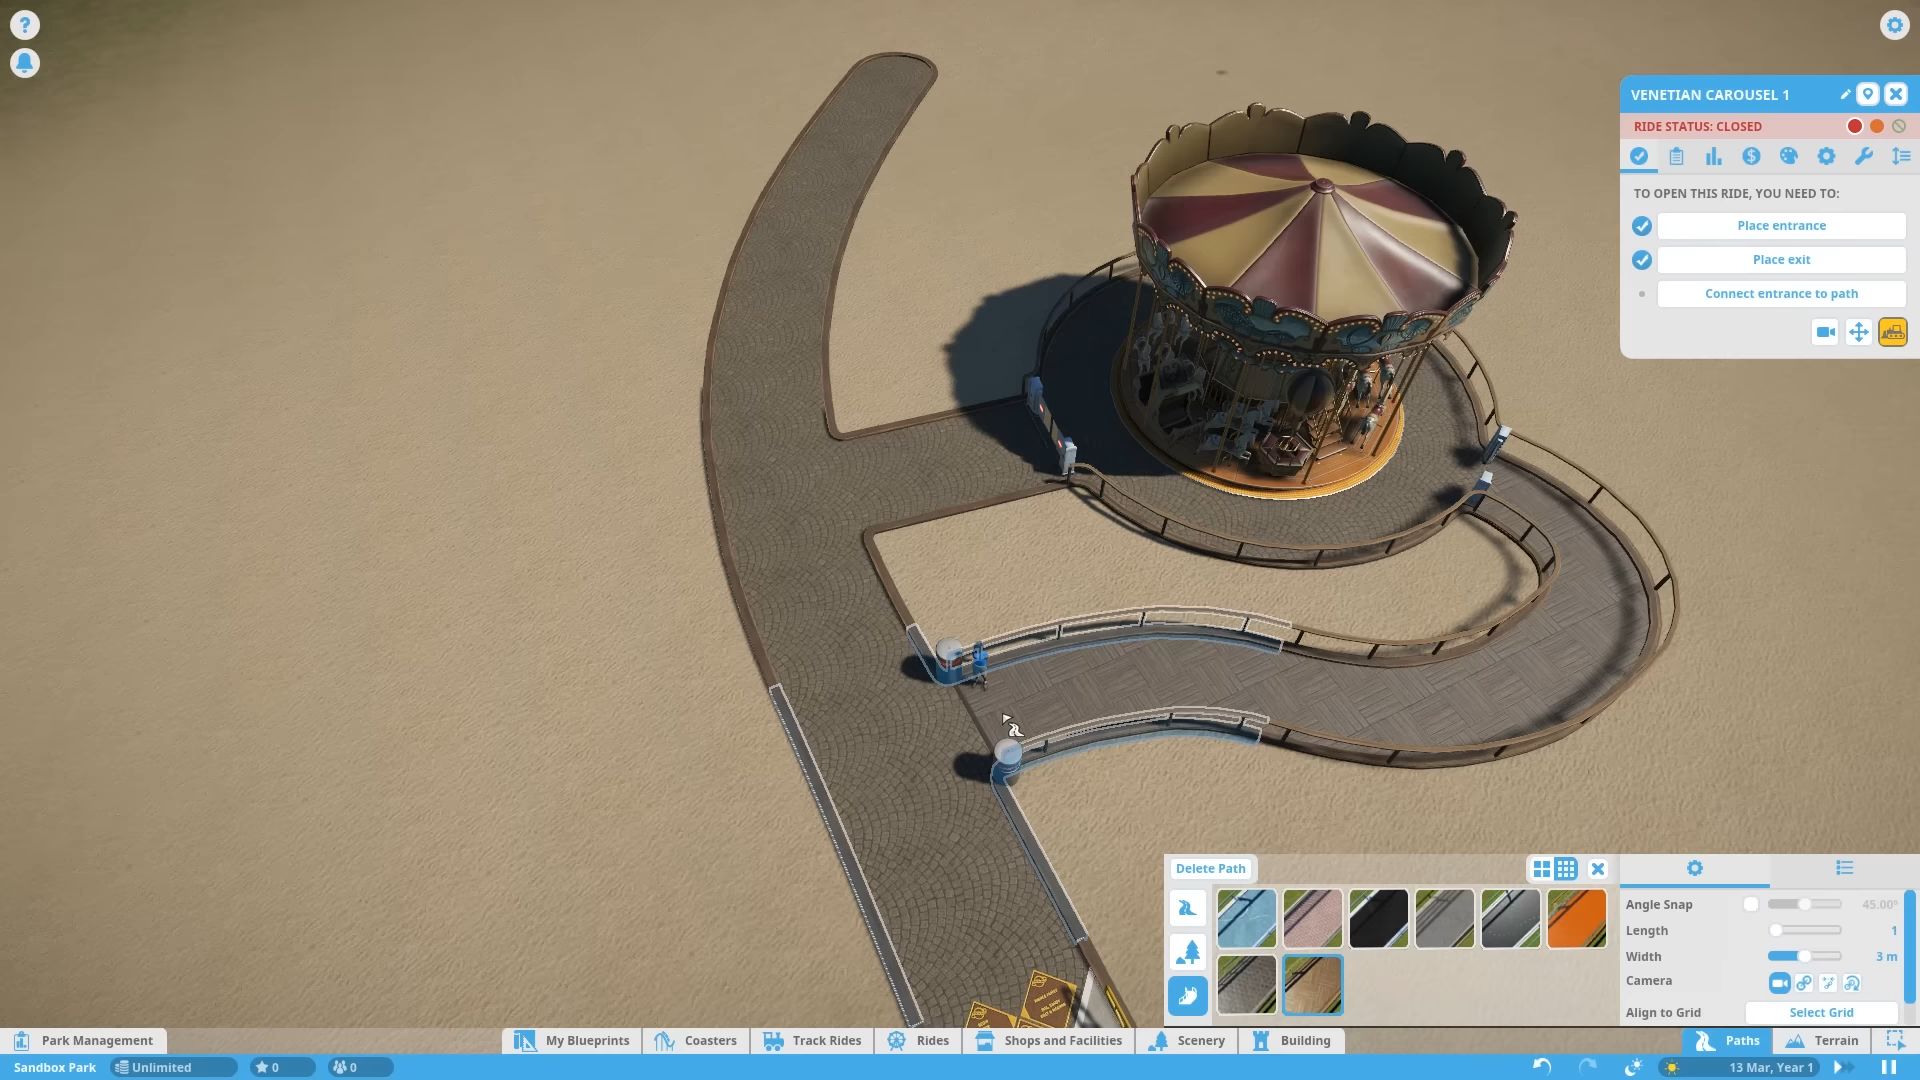 VENETIAN CAROUSEL 1
RIDE STATUS: CLOSED
TO OPEN THIS RIDE, YOU NEED TO:
Place entrance
Place exit
Connect entrance to path
Delete Path
Angle Snap 45.00°
Length 1
Width 3 m
Camera
Align to Grid Select Grid
Park Management My Blueprints Coasters Track Rides Rides Shops and Facilities Scenery Building Paths Terrain
Sandbox Park Unlimited 0 0 13 Mar, Year 1